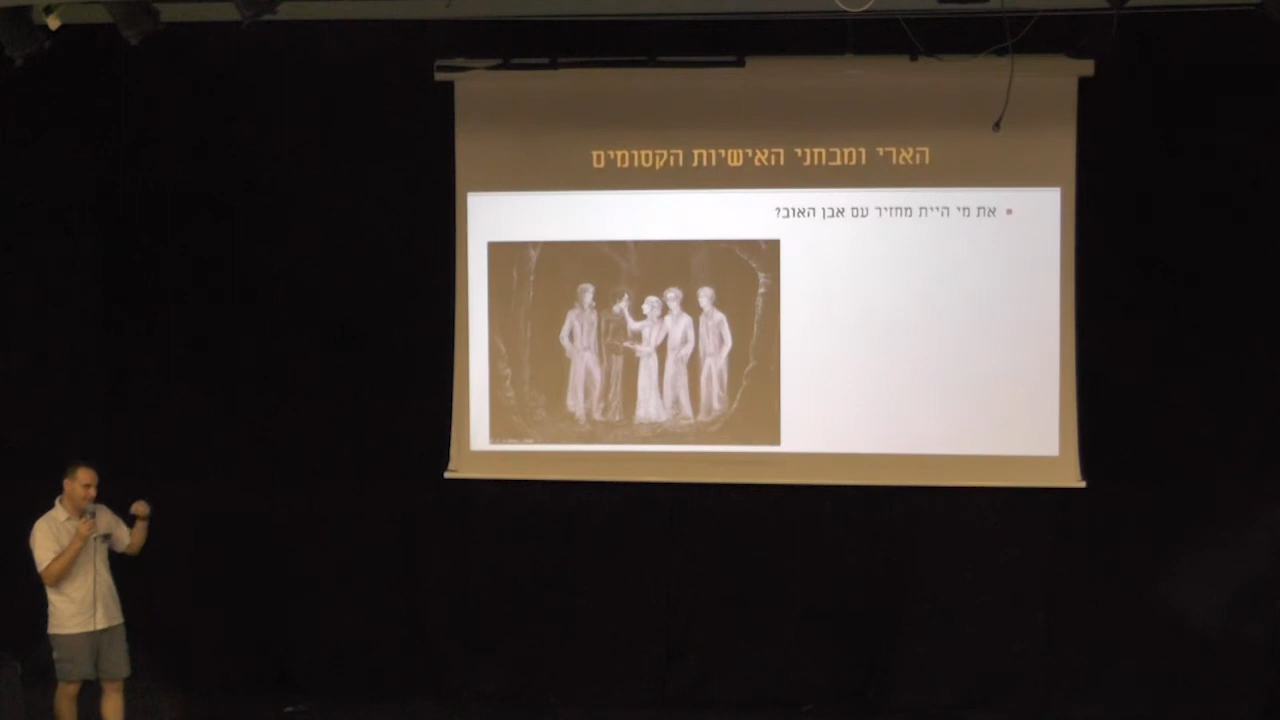 הארי ומבחני האישיות הקסומים
את מי היית מחזיר עם אבן האוב?